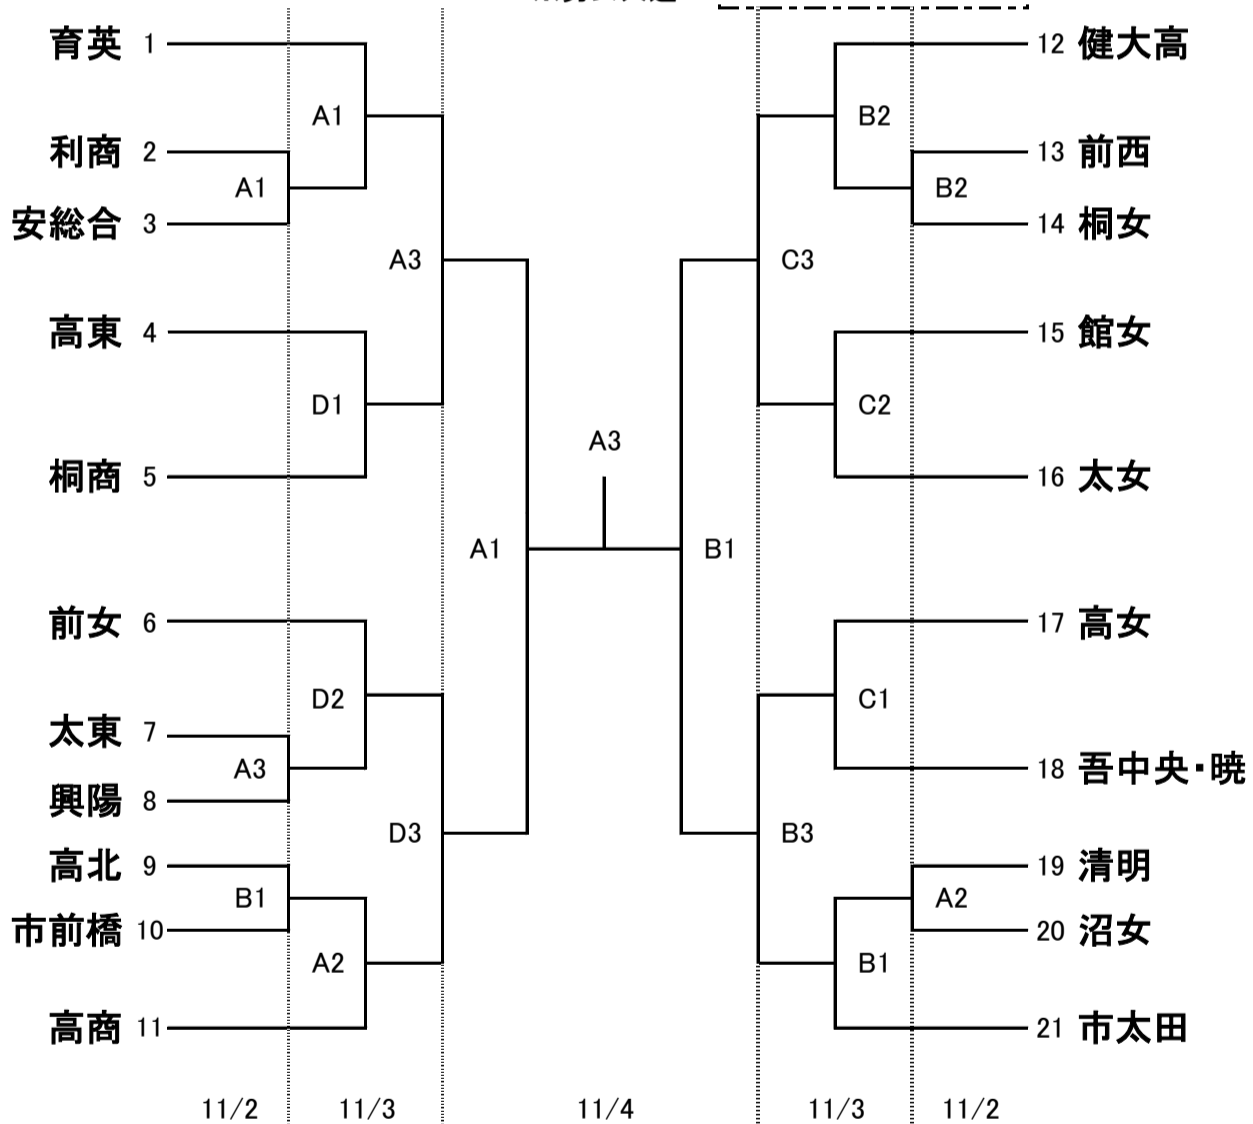 育英 1
利商 2
安総合 3
高東 4
桐商 5
前女 6
太東 7
興陽 8
高北 9
市前橋 10
高商 11
A1
A1
A3
D1
D2
A3
D3
B1
A2
A1
A3
B1
B2
B2
C3
C2
C1
B3
A2
B1
12 健大高
13 前西
14 桐女
15 館女
16 太女
17 高女
18 吾中央・暁
19 清明
20 沼女
21 市太田
11/2 11/3 11/4 11/3 11/2